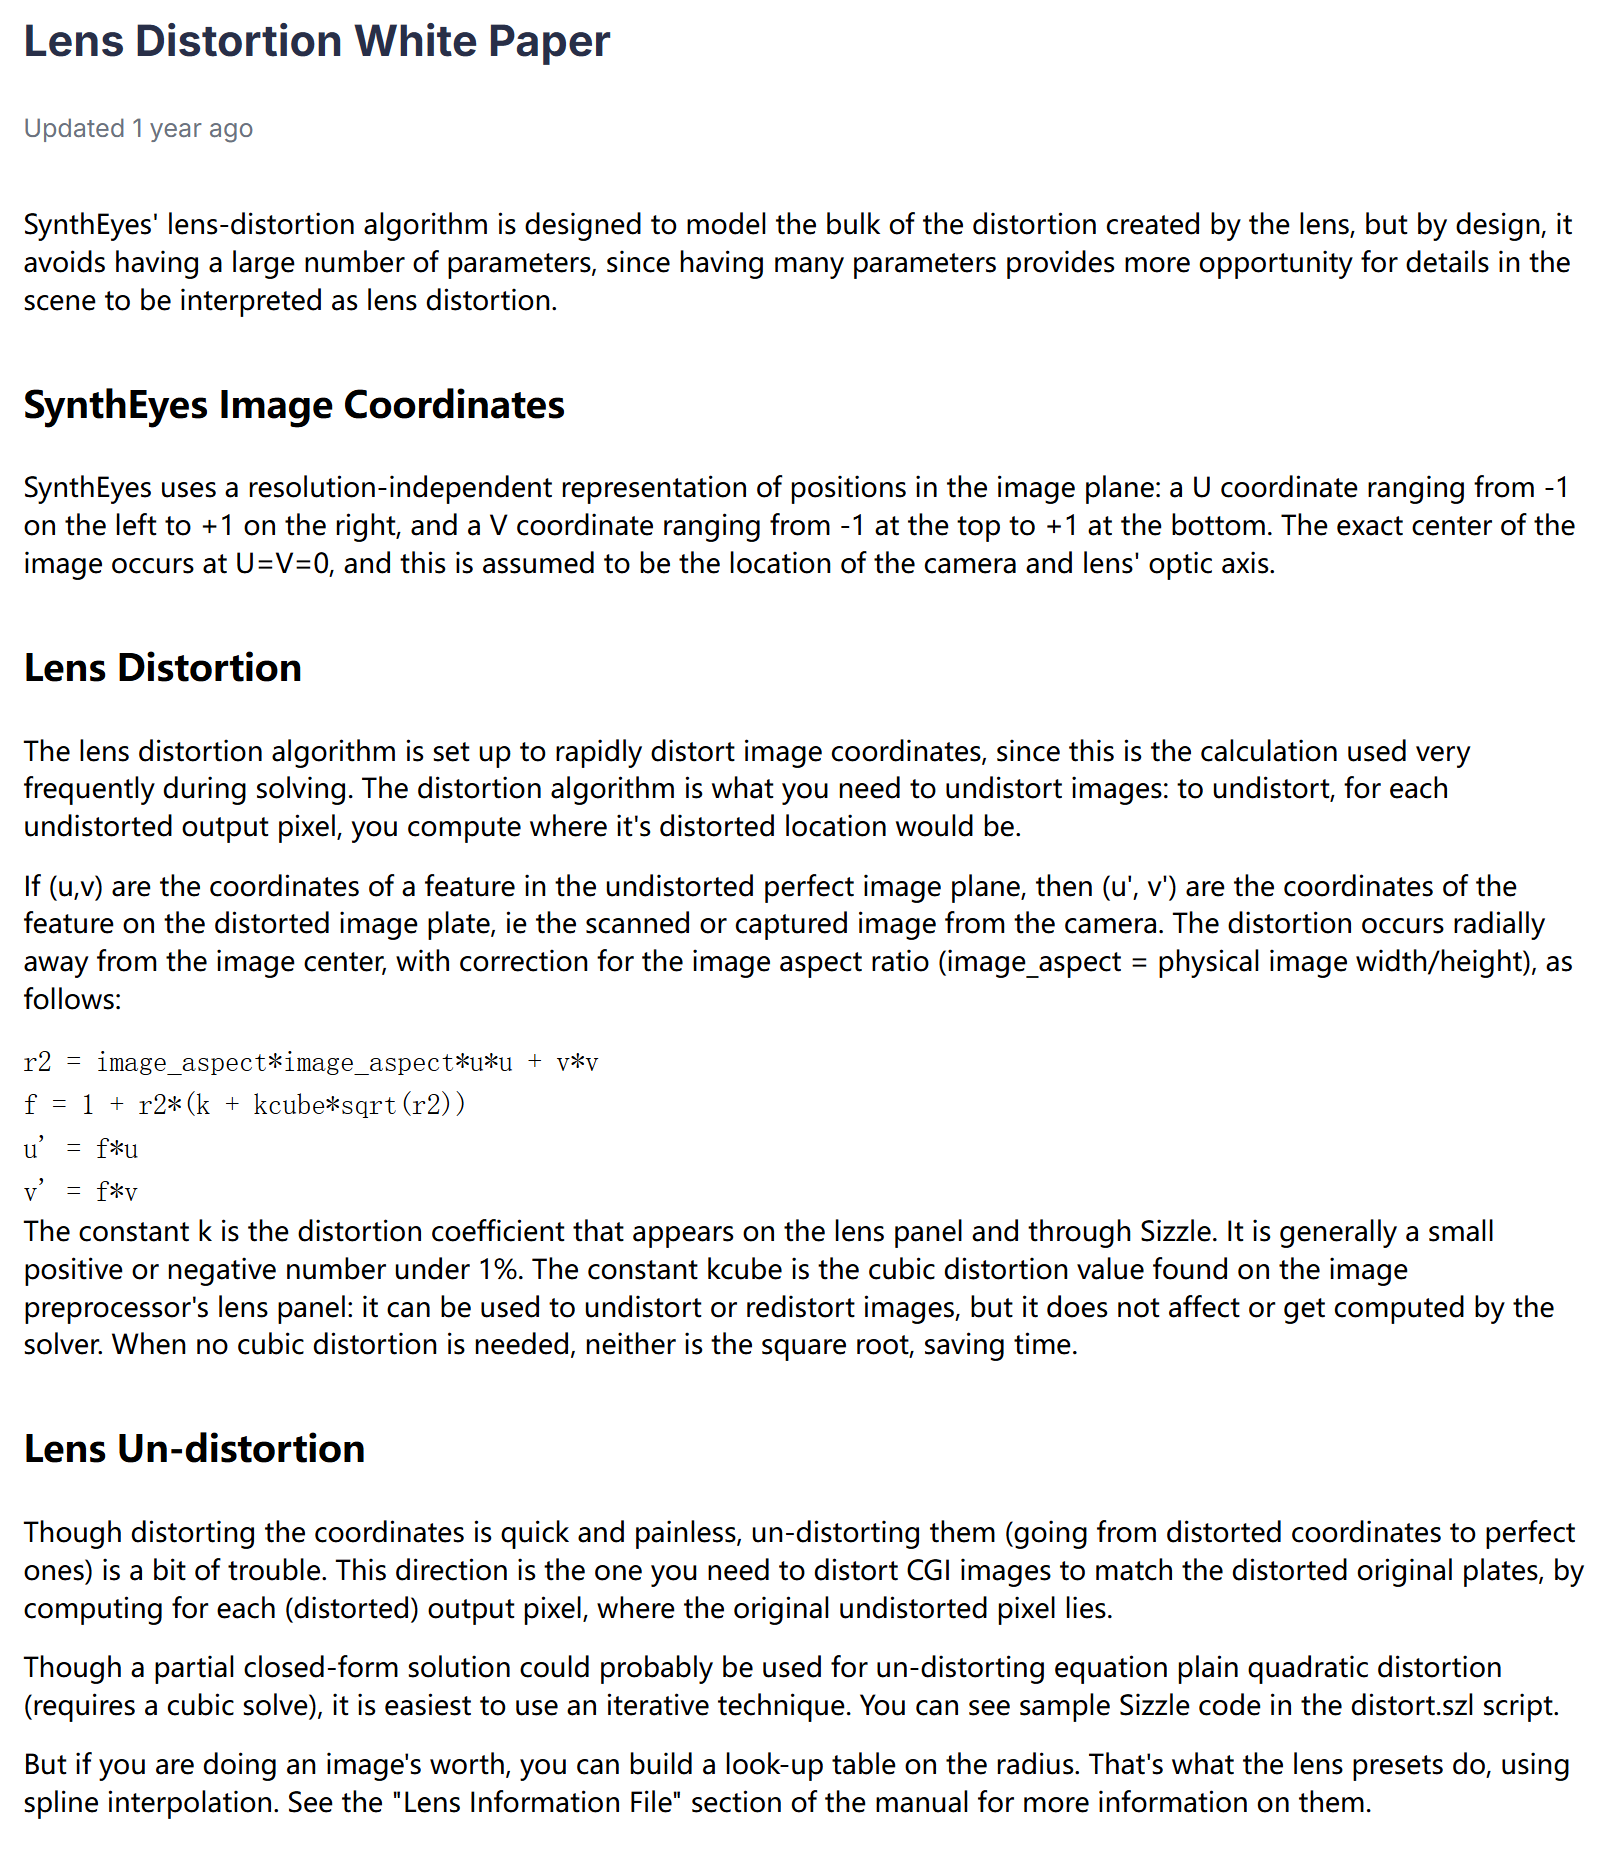 Lens Distortion White Paper
Updated 1 year ago
SynthEyes' lens-distortion algorithm is designed to model the bulk of the distortion created by the lens, but by design, it
avoids having a large number of parameters, since having many parameters provides more opportunity for details in the
scene to be interpreted as lens distortion.
SynthEyes Image Coordinates
SynthEyes uses a resolution-independent representation of positions in the image plane: a U coordinate ranging from -1
on the left to +1 on the right, and a V coordinate ranging from -1 at the top to +1 at the bottom. The exact center of the
image occurs at U=V=0, and this is assumed to be the location of the camera and lens' optic axis.
Lens Distortion
The lens distortion algorithm is set up to rapidly distort image coordinates, since this is the calculation used very
frequently during solving. The distortion algorithm is what you need to undistort images: to undistort, for each
undistorted output pixel, you compute where it's distorted location would be.
If (u,v) are the coordinates of a feature in the undistorted perfect image plane, then (u', v') are the coordinates of the
feature on the distorted image plate, ie the scanned or captured image from the camera. The distortion occurs radially
away from the image center, with correction for the image aspect ratio (image_aspect = physical image width/height), as
follows:
r2 = image_aspect*image_aspect*u*u + v*v
f = 1 + r2*(k + kcube*sqrt(r2))
u’ = f*u
v’ = f*v
The constant k is the distortion coefficient that appears on the lens panel and through Sizzle. It is generally a small
positive or negative number under 1%. The constant kcube is the cubic distortion value found on the image
preprocessor's lens panel: it can be used to undistort or redistort images, but it does not affect or get computed by the
solver. When no cubic distortion is needed, neither is the square root, saving time.
Lens Un-distortion
Though distorting the coordinates is quick and painless, un-distorting them (going from distorted coordinates to perfect
ones) is a bit of trouble. This direction is the one you need to distort CGI images to match the distorted original plates, by
computing for each (distorted) output pixel, where the original undistorted pixel lies.
Though a partial closed-form solution could probably be used for un-distorting equation plain quadratic distortion
(requires a cubic solve), it is easiest to use an iterative technique. You can see sample Sizzle code in the distort.szl script.
But if you are doing an image's worth, you can build a look-up table on the radius. That's what the lens presets do, using
spline interpolation. See the "Lens Information File" section of the manual for more information on them.